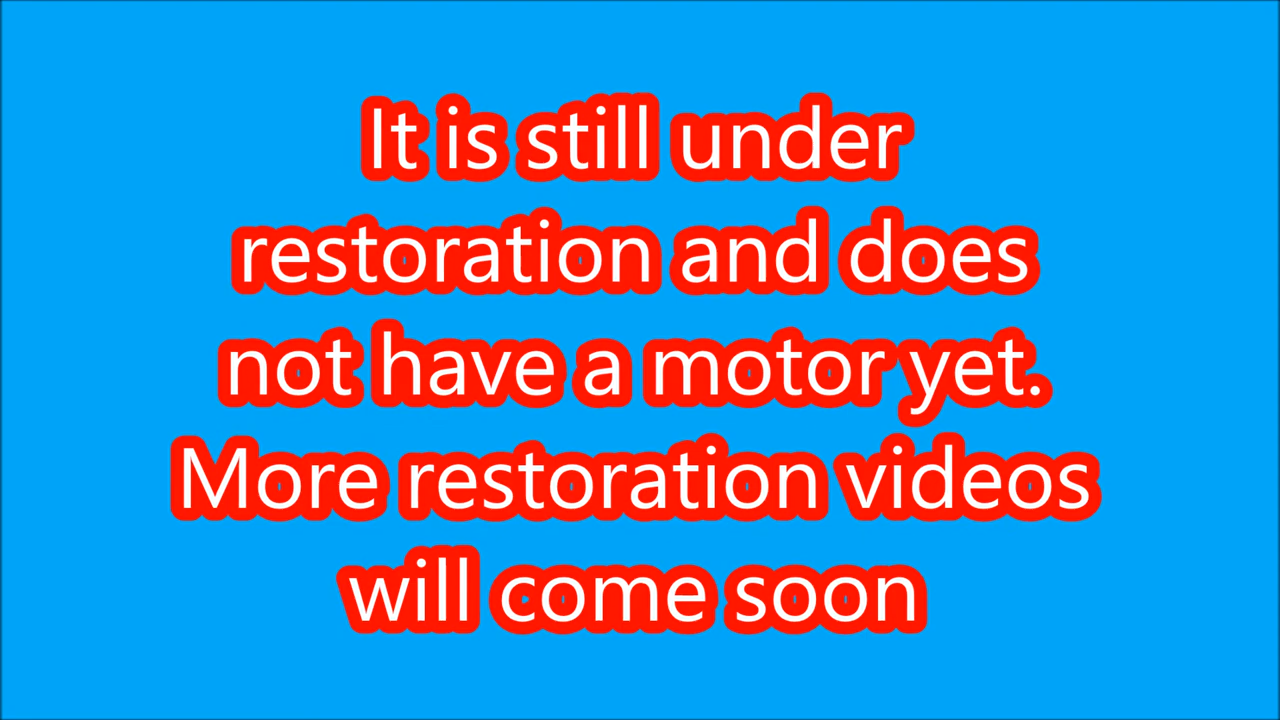 It is still under
restoration and does
not have a motor yet.
More restoration videos
will come soon